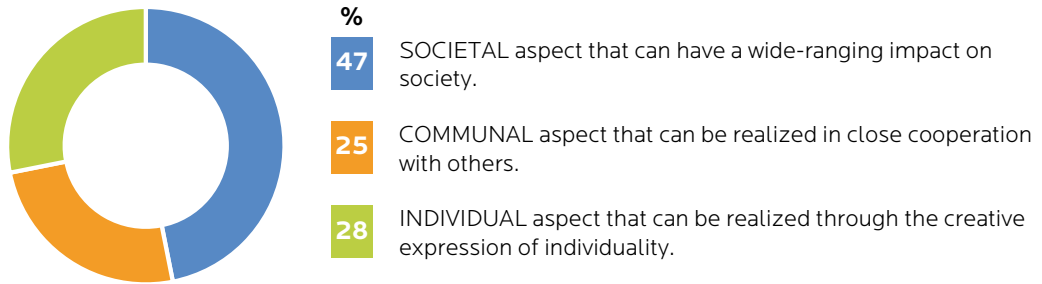 %
47 SOCIETAL aspect that can have a wide-ranging impact on
society.
25 COMMUNAL aspect that can be realized in close cooperation
with others.
28 INDIVIDUAL aspect that can be realized through the creative
expression of individuality.